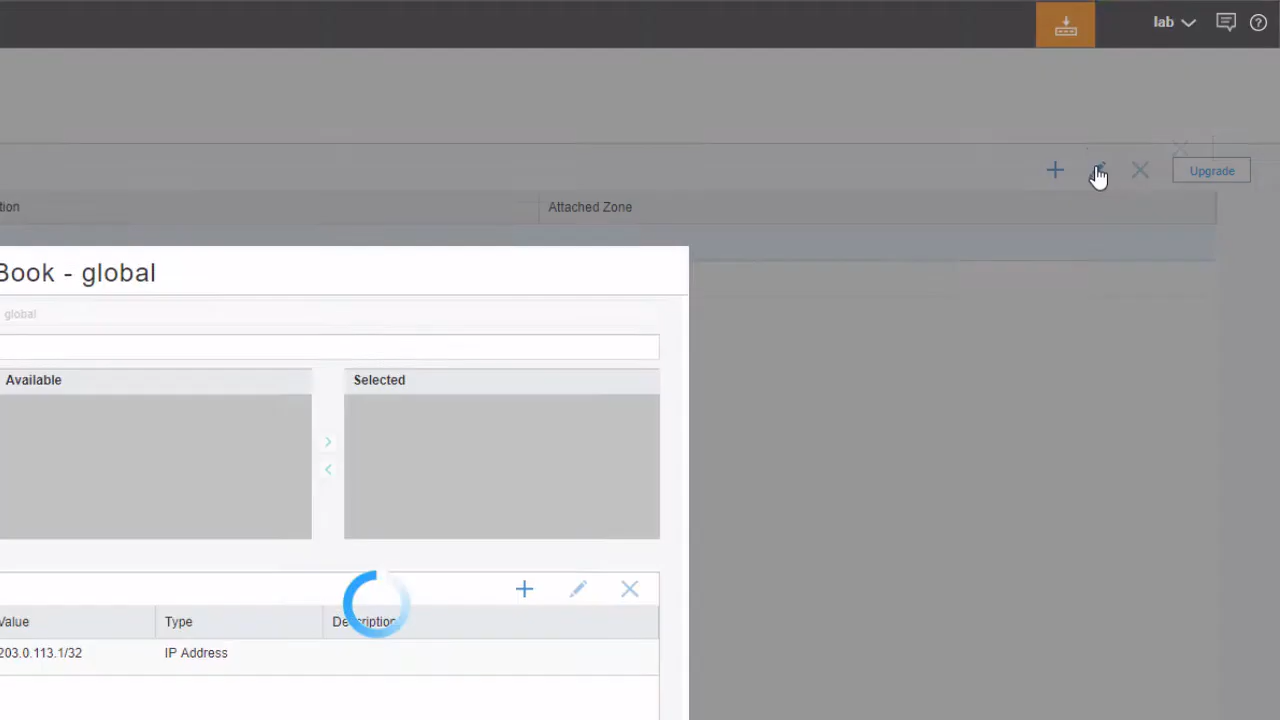 lab
Upgrade
tion Attached Zone
Book - global
global
Available Selected
Value Type Description
203.0.113.1/32 IP Address